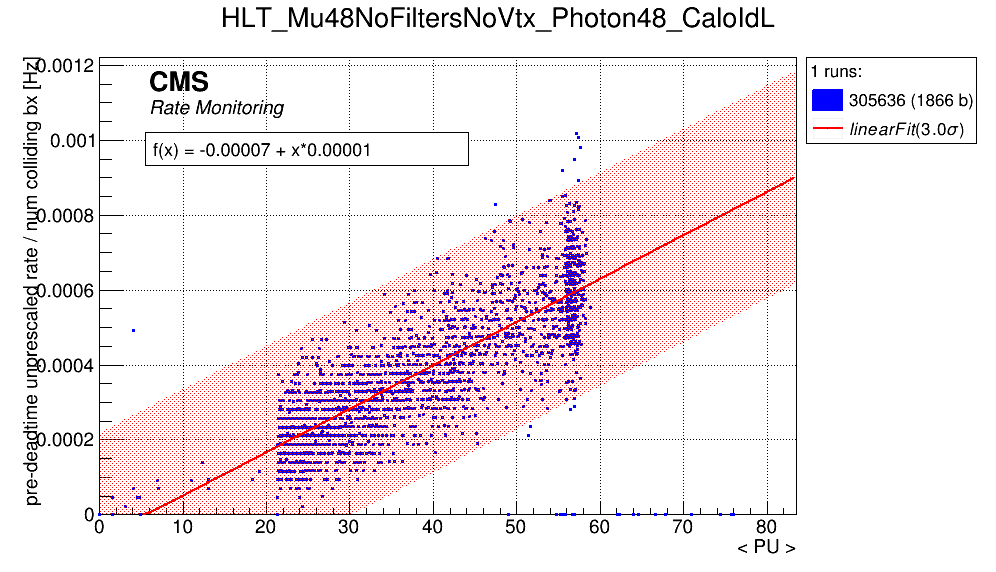 HLT_Mu48NoFiltersNoVtx_Photon48_CaloIdL
pre-deadtime unprescaled rate / num colliding bx [Hz]
0.0012
0.001
0.0008
0.0006
0.0004
0.0002
0
CMS
Rate Monitoring
f(x) = -0.00007 + x*0.00001
1 runs:
305636 (1866 b)
linearFit(3.0σ)
0 10 20 30 40 50 60 70 80
< PU >